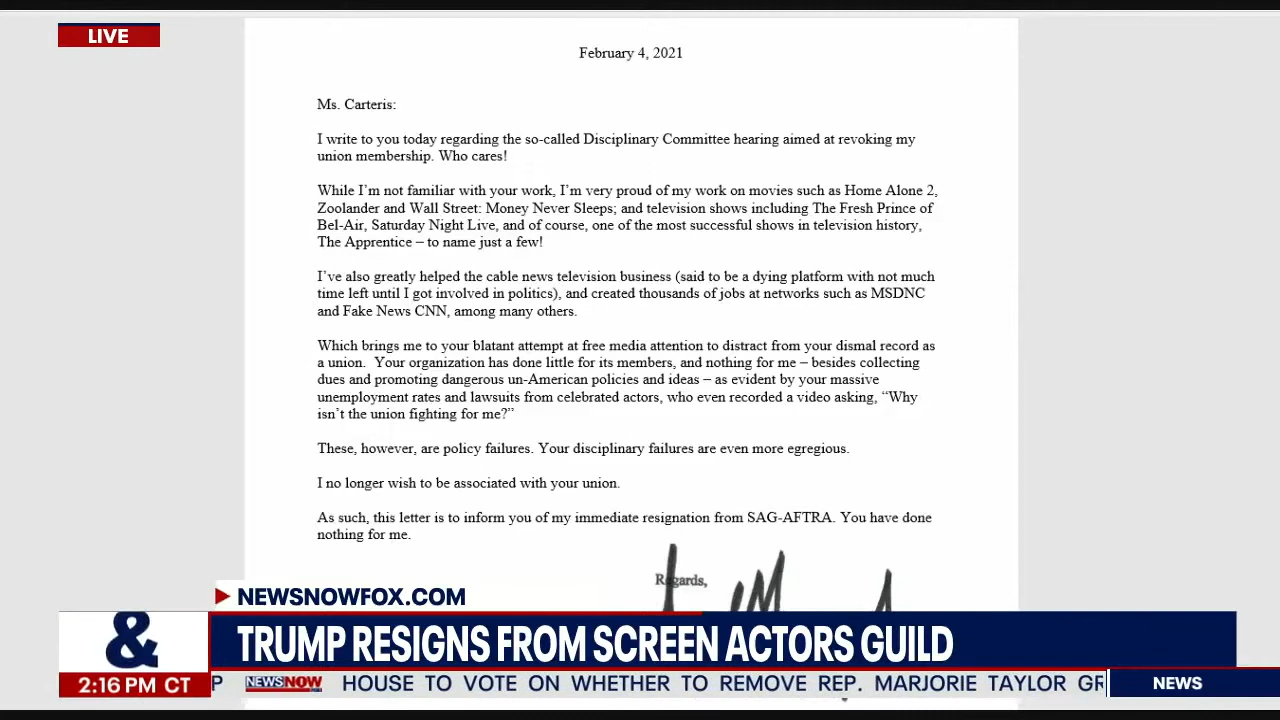 LIVE
February 4, 2021
Ms. Carteris:
I write to you today regarding the so-called Disciplinary Committee hearing aimed at revoking my
union membership. Who cares!
While I'm not familiar with your work, I'm very proud of my work on movies such as Home Alone 2,
Zoolander and Wall Street: Money Never Sleeps; and television shows including The Fresh Prince of
Bel-Air, Saturday Night Live, and of course, one of the most successful shows in television history,
The Apprentice – to name just a few!
I've also greatly helped the cable news television business (said to be a dying platform with not much
time left until I got involved in politics), and created thousands of jobs at networks such as MSDNC
and Fake News CNN, among many others.
Which brings me to your blatant attempt at free media attention to distract from your dismal record as
a union.  Your organization has done little for its members, and nothing for me – besides collecting
dues and promoting dangerous un-American policies and ideas – as evident by your massive
unemployment rates and lawsuits from celebrated actors, who even recorded a video asking, “Why
isn't the union fighting for me?”
These, however, are policy failures. Your disciplinary failures are even more egregious.
I no longer wish to be associated with your union.
As such, this letter is to inform you of my immediate resignation from SAG-AFTRA. You have done
nothing for me.
Regards,
NEWSNOWFOX.COM
&
TRUMP RESIGNS FROM SCREEN ACTORS GUILD
2:16 PM CT
P NEWSNOW HOUSE TO VOTE ON WHETHER TO REMOVE REP. MARJORIE TAYLOR GR
NEWS